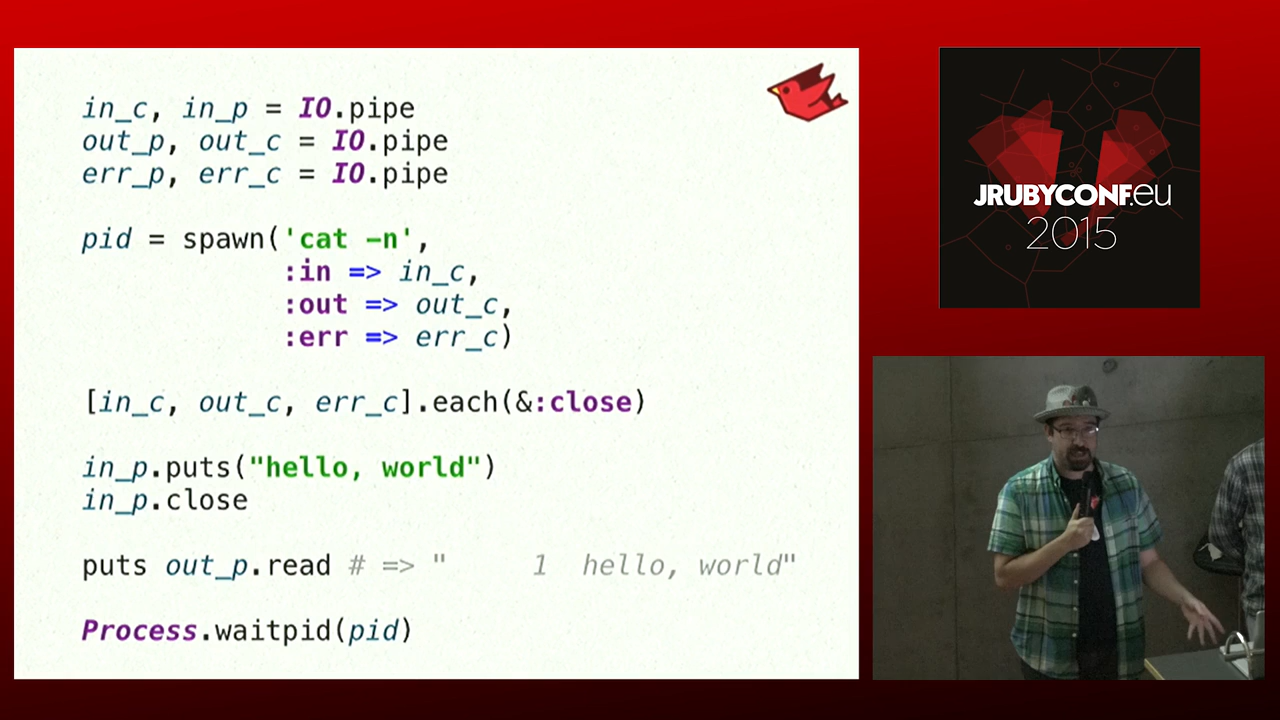 in_c, in_p = IO.pipe
out_p, out_c = IO.pipe
err_p, err_c = IO.pipe
pid = spawn('cat -n',
:in => in_c,
:out => out_c,
:err => err_c)
[in_c, out_c, err_c].each(&:close)
in_p.puts("hello, world")
in_p.close
puts out_p.read # => "     1  hello, world"
Process.waitpid(pid)
JRUBYCONF.eu
2015